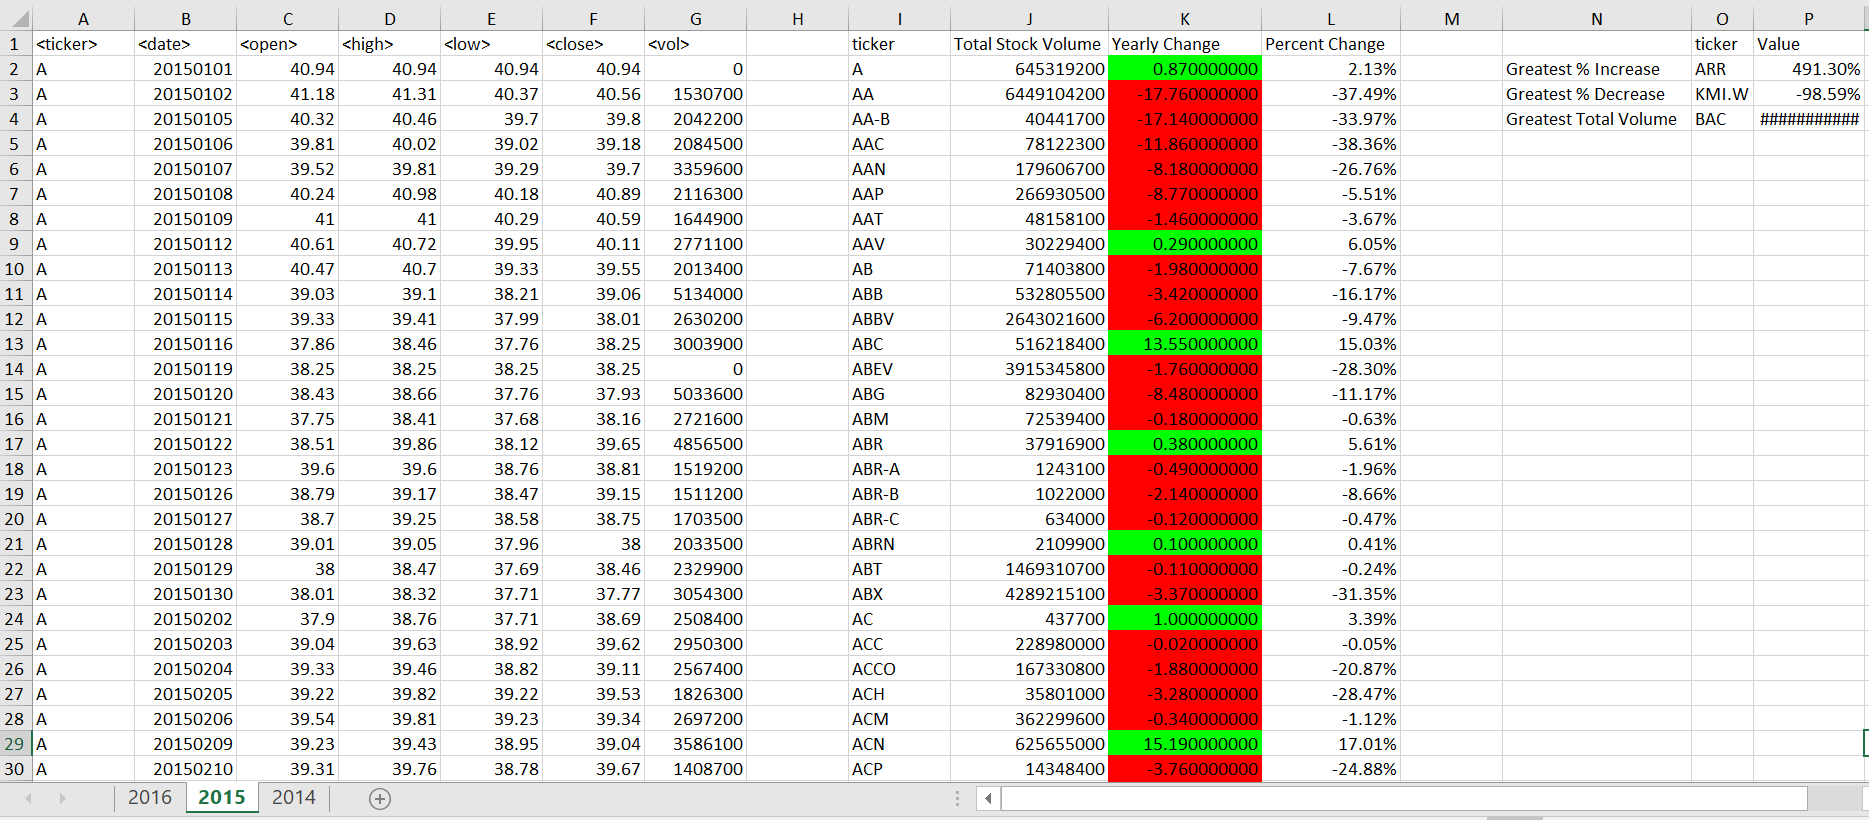 A B C D E F G H I J K L M N O P
1 <ticker> <date> <open> <high> <low> <close> <vol> ticker Total Stock Volume Yearly Change Percent Change ticker Value
2 A 20150101 40.94 40.94 40.94 40.94 0 A 645319200 0.870000000 2.13% Greatest % Increase ARR 491.30%
3 A 20150102 41.18 41.31 40.37 40.56 1530700 AA 6449104200 -17.760000000 -37.49% Greatest % Decrease KMI.W -98.59%
4 A 20150105 40.32 40.46 39.7 39.8 2042200 AA-B 40441700 -17.140000000 -33.97% Greatest Total Volume BAC ###########
5 A 20150106 39.81 40.02 39.02 39.18 2084500 AAC 78122300 -11.860000000 -38.36%
6 A 20150107 39.52 39.81 39.29 39.7 3359600 AAN 179606700 -8.180000000 -26.76%
7 A 20150108 40.24 40.98 40.18 40.89 2116300 AAP 266930500 -8.770000000 -5.51%
8 A 20150109 41 41 40.29 40.59 1644900 AAT 48158100 -1.460000000 -3.67%
9 A 20150112 40.61 40.72 39.95 40.11 2771100 AAV 30229400 0.290000000 6.05%
10 A 20150113 40.47 40.7 39.33 39.55 2013400 AB 71403800 -1.980000000 -7.67%
11 A 20150114 39.03 39.1 38.21 39.06 5134000 ABB 532805500 -3.420000000 -16.17%
12 A 20150115 39.33 39.41 37.99 38.01 2630200 ABBV 2643021600 -6.200000000 -9.47%
13 A 20150116 37.86 38.46 37.76 38.25 3003900 ABC 516218400 13.550000000 15.03%
14 A 20150119 38.25 38.25 38.25 38.25 0 ABEV 3915345800 -1.760000000 -28.30%
15 A 20150120 38.43 38.66 37.76 37.93 5033600 ABG 82930400 -8.480000000 -11.17%
16 A 20150121 37.75 38.41 37.68 38.16 2721600 ABM 72539400 -0.180000000 -0.63%
17 A 20150122 38.51 39.86 38.12 39.65 4856500 ABR 37916900 0.380000000 5.61%
18 A 20150123 39.6 39.6 38.76 38.81 1519200 ABR-A 1243100 -0.490000000 -1.96%
19 A 20150126 38.79 39.17 38.47 39.15 1511200 ABR-B 1022000 -2.140000000 -8.66%
20 A 20150127 38.7 39.25 38.58 38.75 1703500 ABR-C 634000 -0.120000000 -0.47%
21 A 20150128 39.01 39.05 37.96 38 2033500 ABRN 2109900 0.100000000 0.41%
22 A 20150129 38 38.47 37.69 38.46 2329900 ABT 1469310700 -0.110000000 -0.24%
23 A 20150130 38.01 38.32 37.71 37.77 3054300 ABX 4289215100 -3.370000000 -31.35%
24 A 20150202 37.9 38.76 37.71 38.69 2508400 AC 437700 1.000000000 3.39%
25 A 20150203 39.04 39.63 38.92 39.62 2950300 ACC 228980000 -0.020000000 -0.05%
26 A 20150204 39.33 39.46 38.82 39.11 2567400 ACCO 167330800 -1.880000000 -20.87%
27 A 20150205 39.22 39.82 39.22 39.53 1826300 ACH 35801000 -3.280000000 -28.47%
28 A 20150206 39.54 39.81 39.23 39.34 2697200 ACM 362299600 -0.340000000 -1.12%
29 A 20150209 39.23 39.43 38.95 39.04 3586100 ACN 625655000 15.190000000 17.01%
30 A 20150210 39.31 39.76 38.78 39.67 1408700 ACP 14348400 -3.760000000 -24.88%
2016 2015 2014